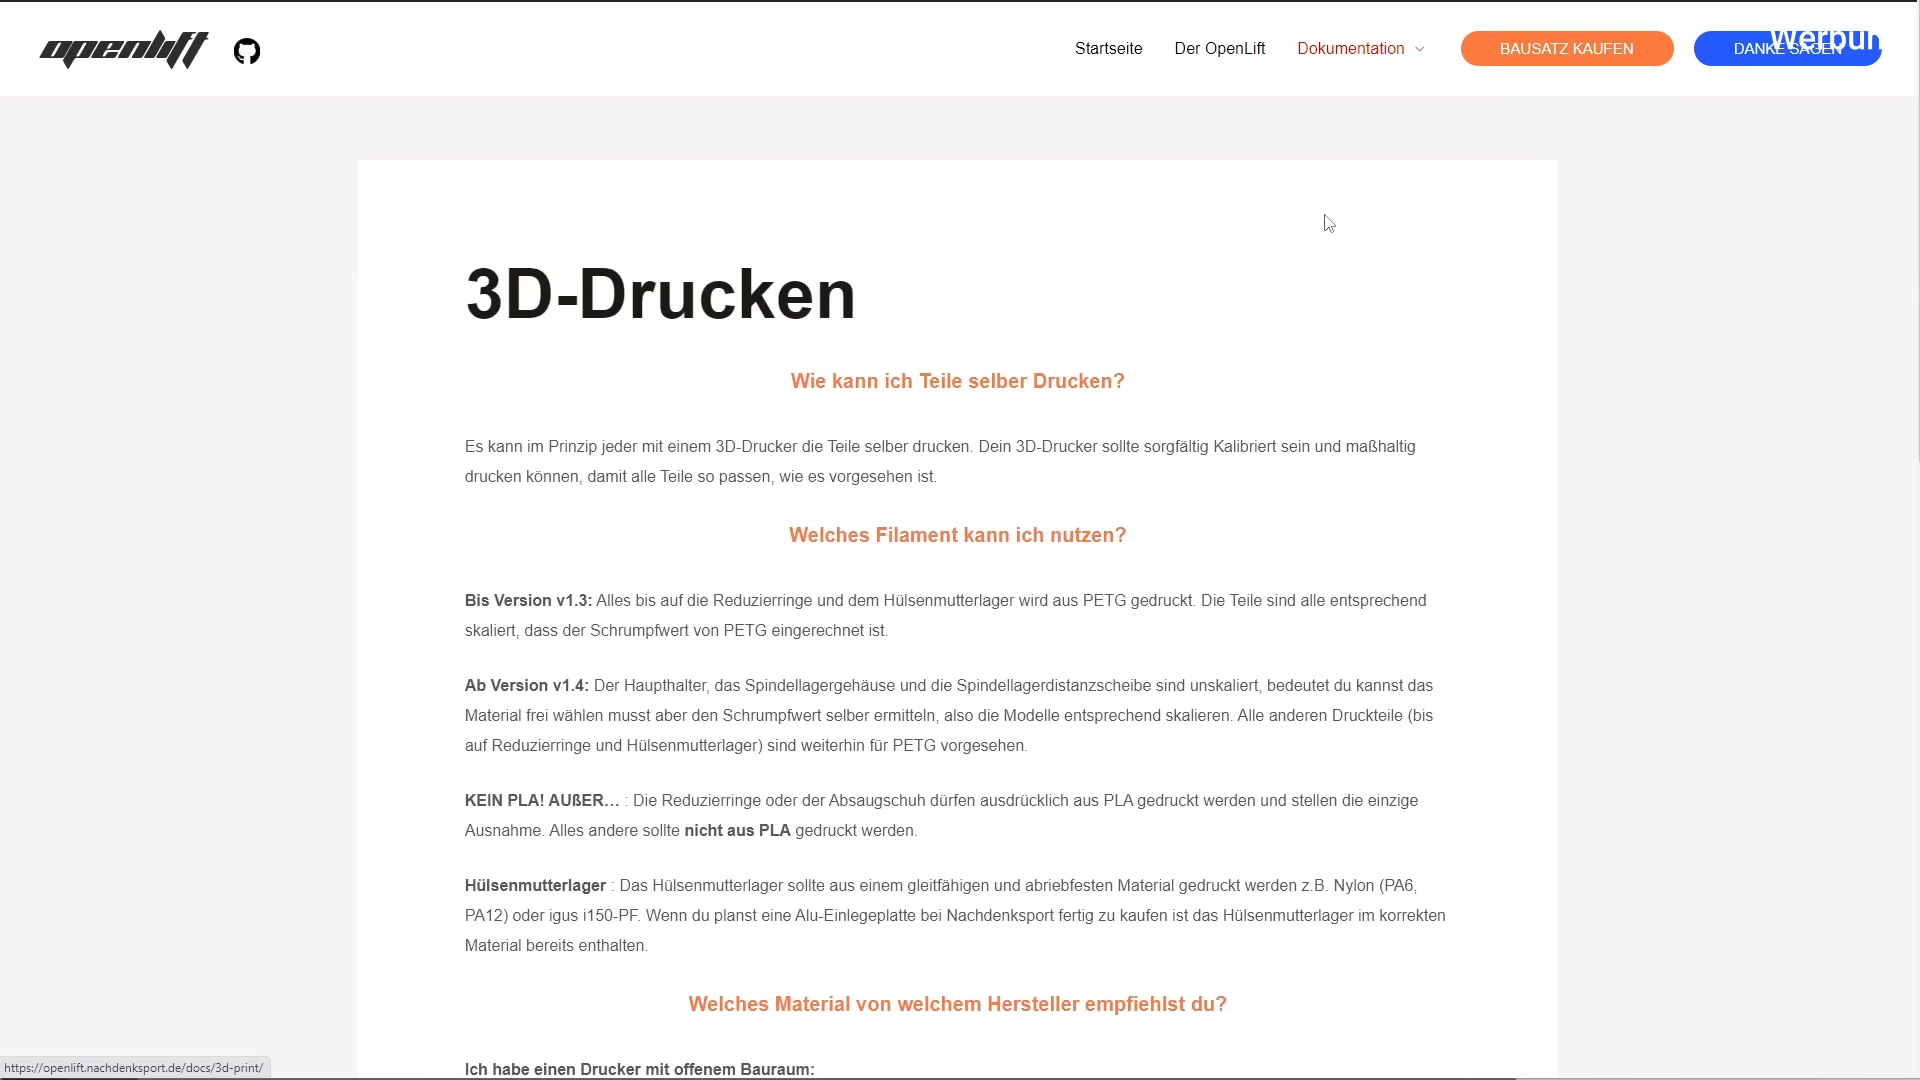 openlift
Startseite
Der OpenLift
Dokumentation
BAUSATZ KAUFEN
DANKE SAGEN
3D-Drucken
Wie kann ich Teile selber Drucken?
Es kann im Prinzip jeder mit einem 3D-Drucker die Teile selber drucken. Dein 3D-Drucker sollte sorgfältig Kalibriert sein und maßhaltig
drucken können, damit alle Teile so passen, wie es vorgesehen ist.
Welches Filament kann ich nutzen?
Bis Version v1.3: Alles bis auf die Reduzierringe und dem Hülsenmutterlager wird aus PETG gedruckt. Die Teile sind alle entsprechend
skaliert, dass der Schrumpfwert von PETG eingerechnet ist.
Ab Version v1.4: Der Haupthalter, das Spindellagergehäuse und die Spindellagerdistanzscheibe sind unskaliert, bedeutet du kannst das
Material frei wählen musst aber den Schrumpfwert selber ermitteln, also die Modelle entsprechend skalieren. Alle anderen Druckteile (bis
auf Reduzierringe und Hülsenmutterlager) sind weiterhin für PETG vorgesehen.
KEIN PLA! AUßER… : Die Reduzierringe oder der Absaugschuh dürfen ausdrücklich aus PLA gedruckt werden und stellen die einzige
Ausnahme. Alles andere sollte nicht aus PLA gedruckt werden.
Hülsenmutterlager : Das Hülsenmutterlager sollte aus einem gleitfähigen und abriebfesten Material gedruckt werden z.B. Nylon (PA6,
PA12) oder igus i150-PF. Wenn du planst eine Alu-Einlegeplatte bei Nachdenksport fertig zu kaufen ist das Hülsenmutterlager im korrekten
Material bereits enthalten.
Welches Material von welchem Hersteller empfiehlst du?
Ich habe einen Drucker mit offenem Bauraum:
https://openlift.nachdenksport.de/docs/3d-print/